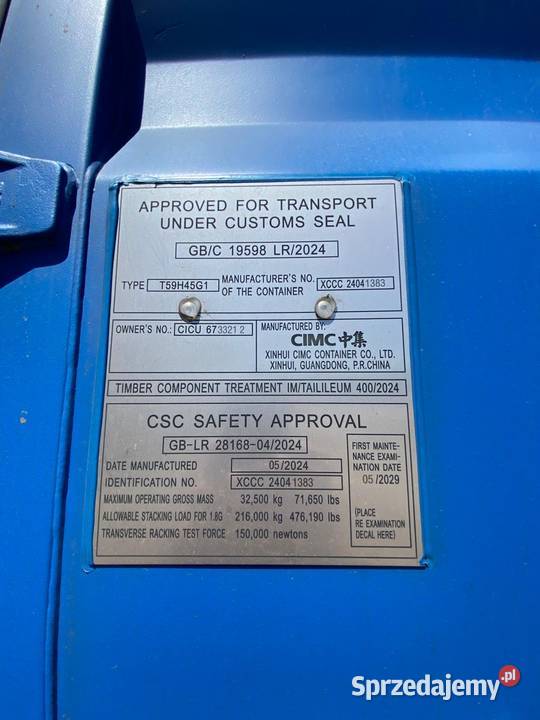 APPROVED FOR TRANSPORT
UNDER CUSTOMS SEAL
GB/C 19598 LR/2024
TYPE T59H45G1 MANUFACTURER'S NO. OF THE CONTAINER XCCC 24041383
OWNER'S NO.: CICU 673321 2
MANUFACTURED BY:
CIMC中集
XINHUI CIMC CONTAINER CO., LTD.
XINHUI, GUANGDONG, P.R.CHINA
TIMBER COMPONENT TREATMENT IM/TAILILEUM 400/2024
CSC SAFETY APPROVAL
GB-LR 28168-04/2024
DATE MANUFACTURED 05/2024
IDENTIFICATION NO. XCCC 24041383
MAXIMUM OPERATING GROSS MASS 32,500 kg 71,650 lbs
ALLOWABLE STACKING LOAD FOR 1.8G 216,000 kg 476,190 lbs
TRANSVERSE RACKING TEST FORCE 150,000 newtons
FIRST MAINTE-
NANCE EXAMI-
NATION DATE
05/2029
(PLACE
RE EXAMINATION
DECAL HERE)
Sprzedajemy.pl